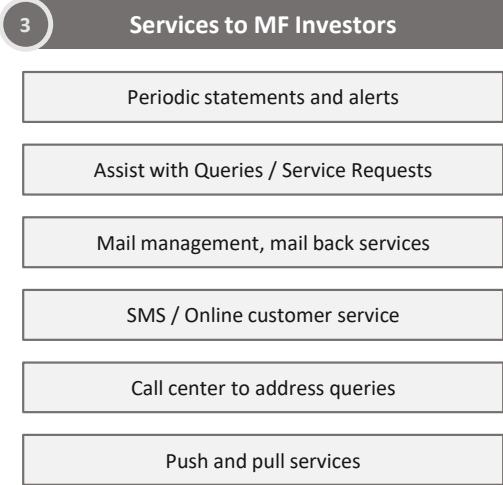 3
Services to MF Investors
Periodic statements and alerts
Assist with Queries / Service Requests
Mail management, mail back services
SMS / Online customer service
Call center to address queries
Push and pull services